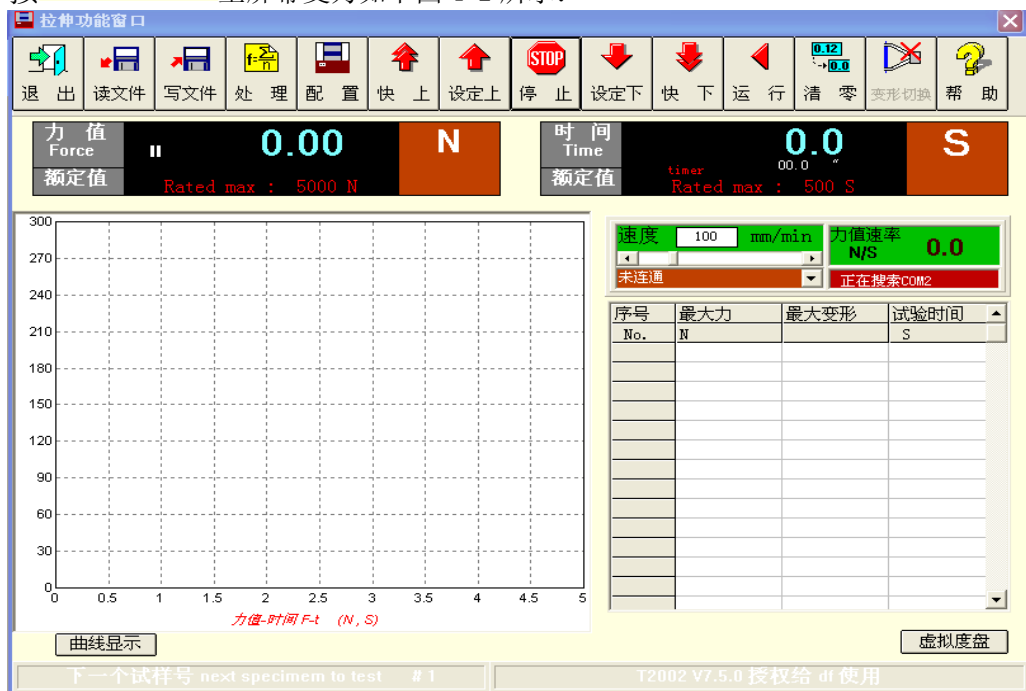 拉伸功能窗口
退 出 读文件 写文件 处 理 配 置 快 上 设定上 停 止 设定下 快 下 运 行 清 零 变形切换 帮 助
STOP
0.12
0.0
力 值
Force
0.00
N
额定值
Rated max : 5000 N
时 间
Time
0.0
S
timer
00.0 "
额定值
Rated max : 500 S
300
270
240
210
180
150
120
90
60
30
0
0 0.5 1 1.5 2 2.5 3 3.5 4 4.5 5
力值-时间 F-t (N, S)
速度 100 mm/min
力值速率
N/S
0.0
未连通
正在搜索COM2
序号 最大力 最大变形 试验时间
No. N S
曲线显示
虚拟度盘
下一个试样号 next specimem to test # 1
T2002 V7.5.0 授权给 df 使用